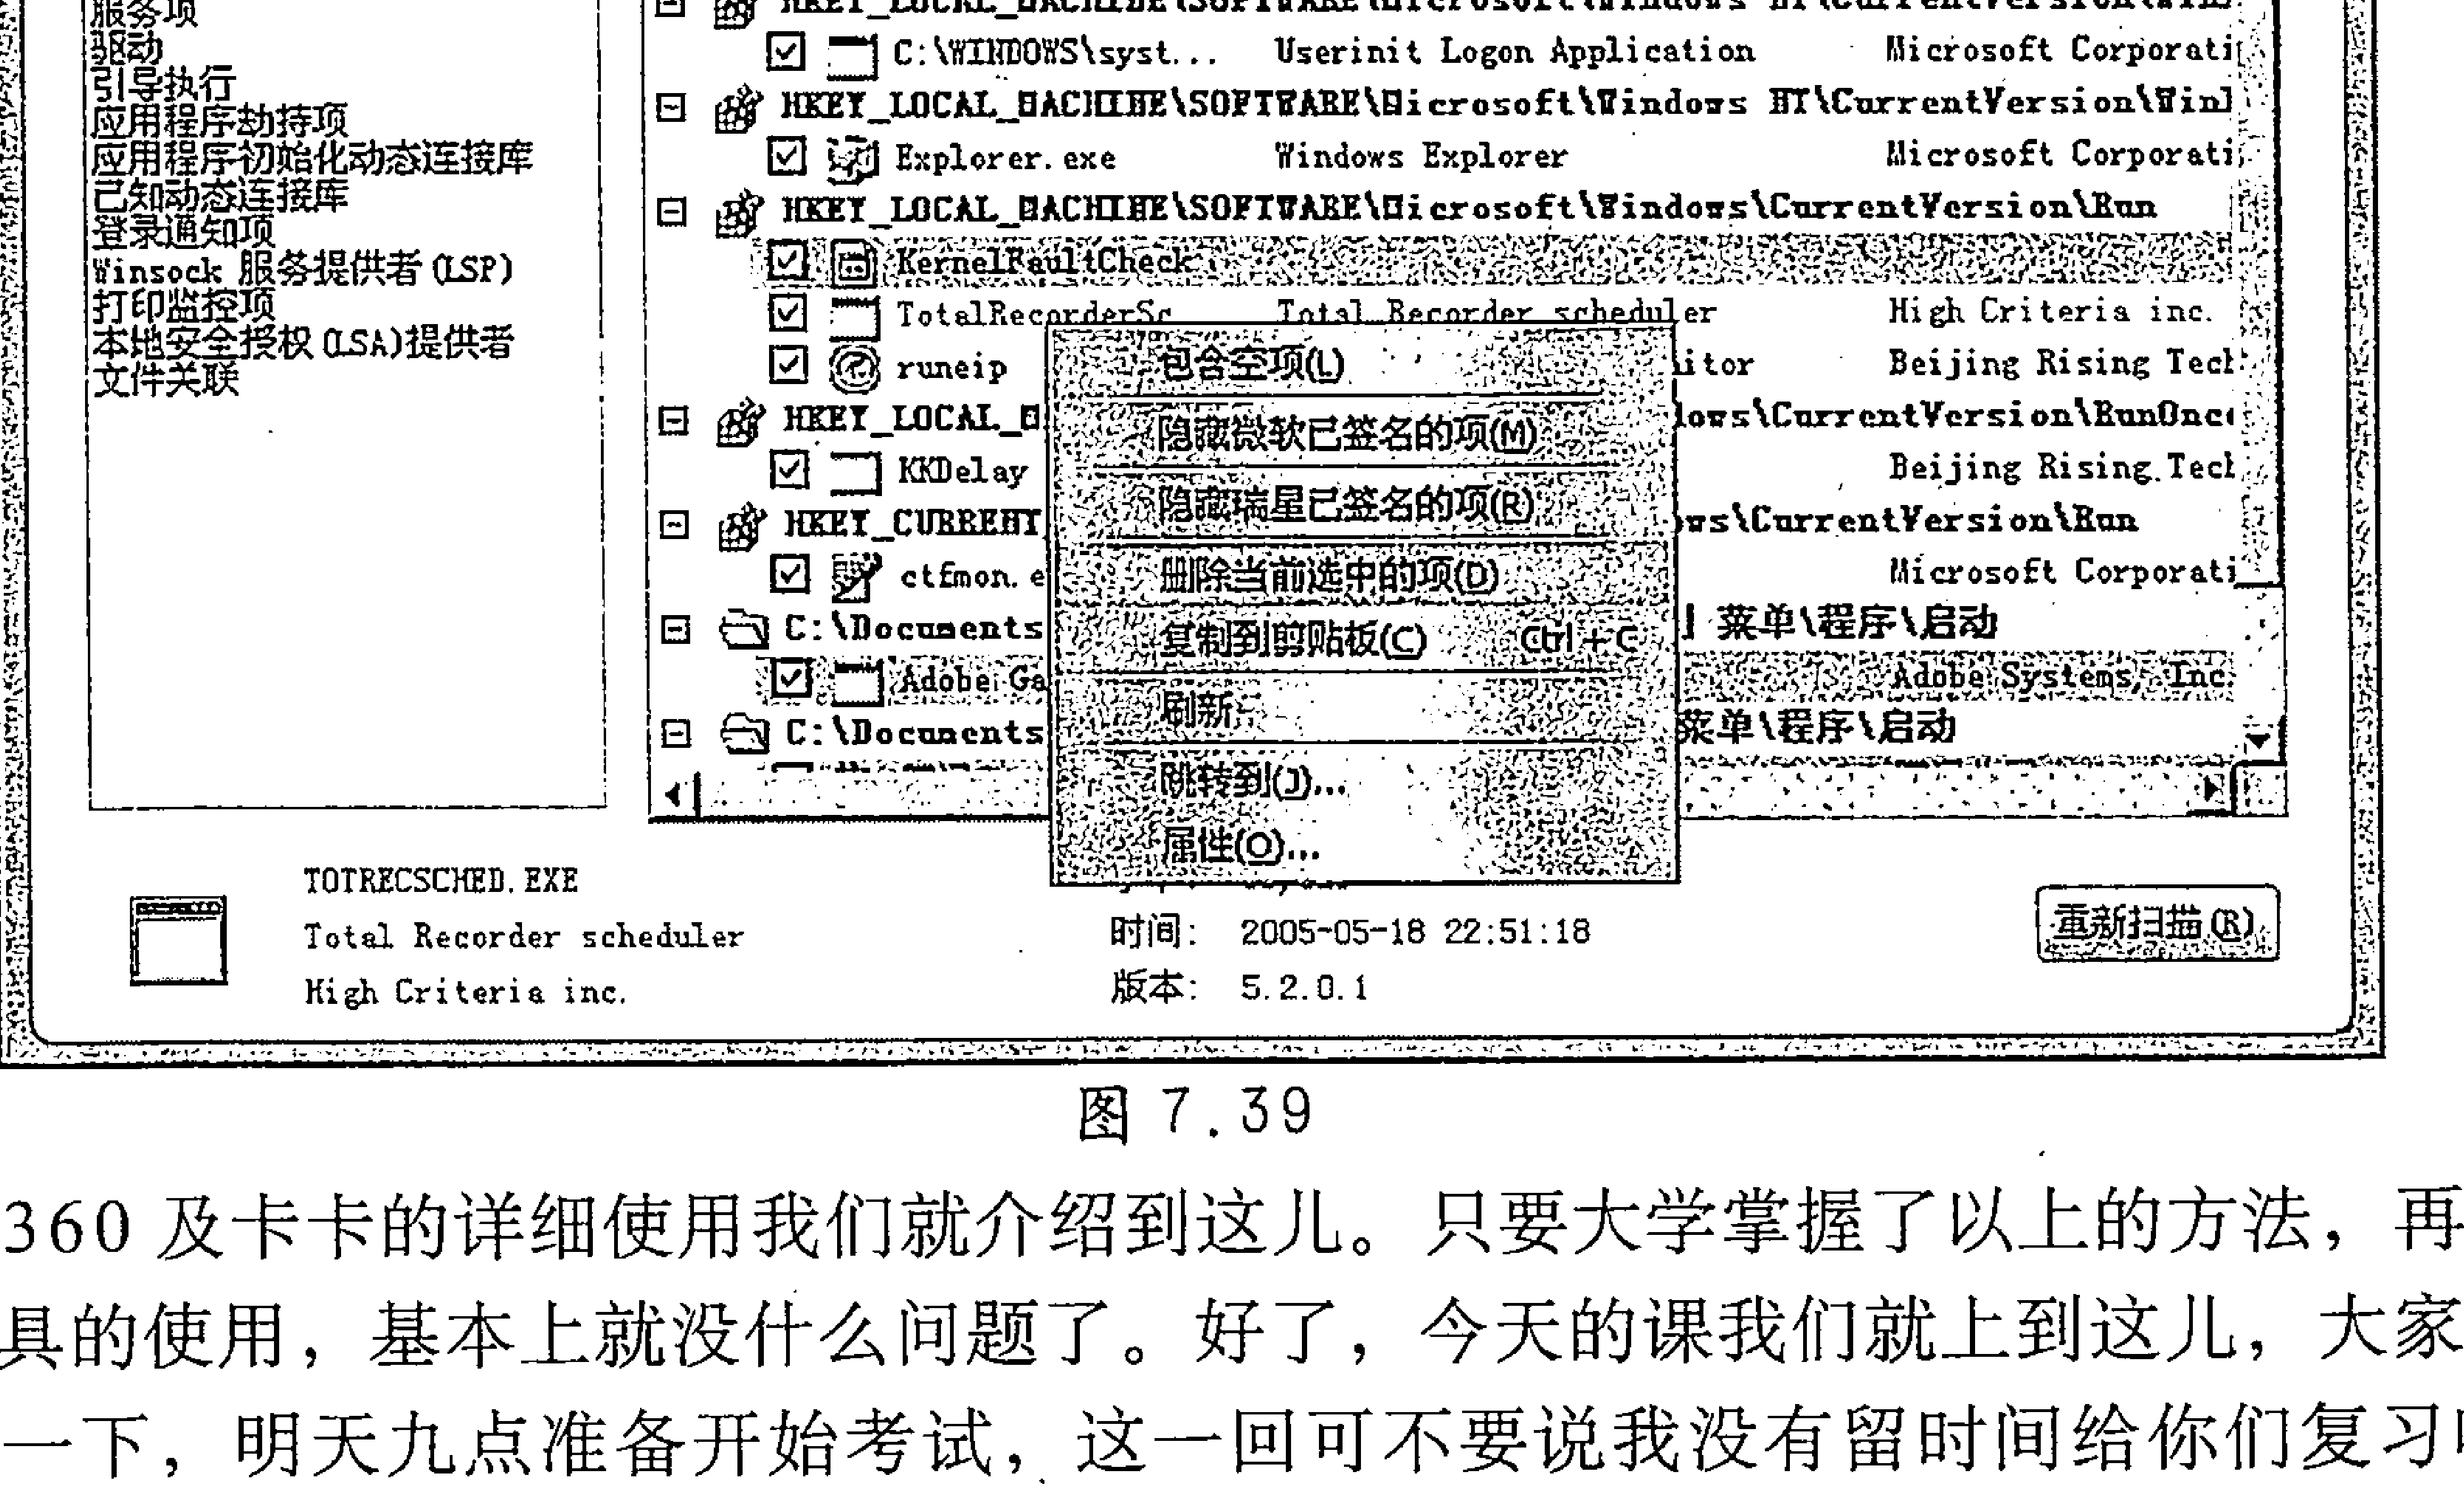 服务项
驱动
引导执行
应用程序劫持项
应用程序初始化动态连接库
已知动态连接库
登录通知项
Winsock 服务提供者(LSP)
打印监控项
本地安全授权(LSA)提供者
文件关联
HKEY_LOCAL_MACHINE\SOFTWARE\Microsoft\Windows NT\CurrentVersion\Winl
C:\WINDOWS\syst... Userinit Logon Application Microsoft Corporati
HKEY_LOCAL_MACHINE\SOFTWARE\Microsoft\Windows NT\CurrentVersion\Winl
Explorer.exe Windows Explorer Microsoft Corporati
HKEY_LOCAL_MACHINE\SOFTWARE\Microsoft\Windows\CurrentVersion\Run
KernelFaultCheck
TotalRecorderSc Total Recorder scheduler High Criteria inc.
runeip itor Beijing Rising Tech
HKEY_LOCAL_M lows\CurrentVersion\RunOnce
KKDelay Beijing Rising Tech
HKEY_CURRENT ws\CurrentVersion\Run
ctfmon.e Microsoft Corporati
C:\Documents 菜单\程序\启动
Adobe Ga Adobe Systems, Inc.
C:\Documents 菜单\程序\启动
包含空项(L)
隐藏微软已签名的项(M)
隐藏瑞星已签名的项(R)
删除当前选中的项(D)
复制到剪贴板(C) Ctrl+C
刷新
跳转到(J)...
属性(O)...
TOTRECSCHED.EXE
Total Recorder scheduler
High Criteria inc.
时间: 2005-05-18 22:51:18
版本: 5.2.0.1
重新扫描(R)
图 7.39
360 及卡卡的详细使用我们就介绍到这儿。只要大学掌握了以上的方法，再
具的使用，基本上就没什么问题了。好了，今天的课我们就上到这儿，大家
一下，明天九点准备开始考试，这一回可不要说我没有留时间给你们复习